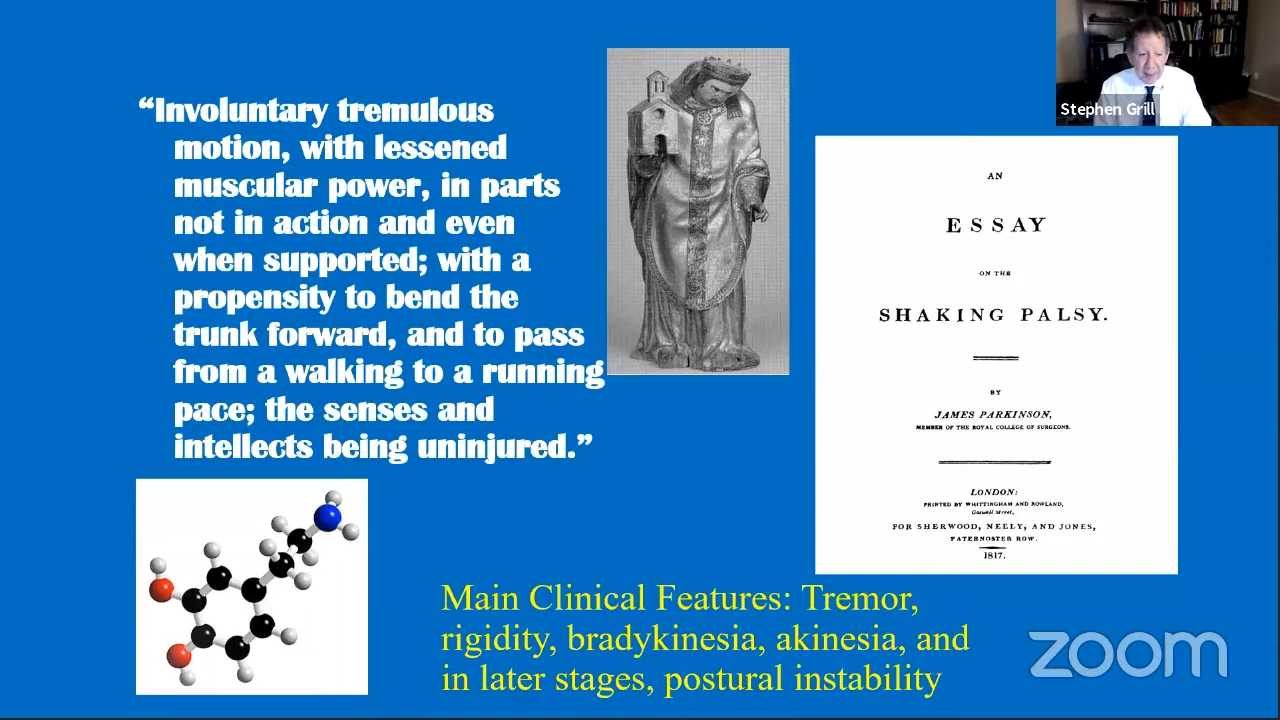 “Involuntary tremulous
motion, with lessened
muscular power, in parts
not in action and even
when supported; with a
propensity to bend the
trunk forward, and to pass
from a walking to a running
pace; the senses and
intellects being uninjured.”
Stephen Grill
AN
ESSAY
ON THE
SHAKING PALSY.
BY
JAMES PARKINSON,
MEMBER OF THE ROYAL COLLEGE OF SURGEONS.
LONDON:
PRINTED BY WHITTINGHAM AND ROWLAND,
Goswell Street,
FOR SHERWOOD, NEELY, AND JONES,
PATERNOSTER ROW.
1817.
Main Clinical Features: Tremor,
rigidity, bradykinesia, akinesia, and
in later stages, postural instability
zoom